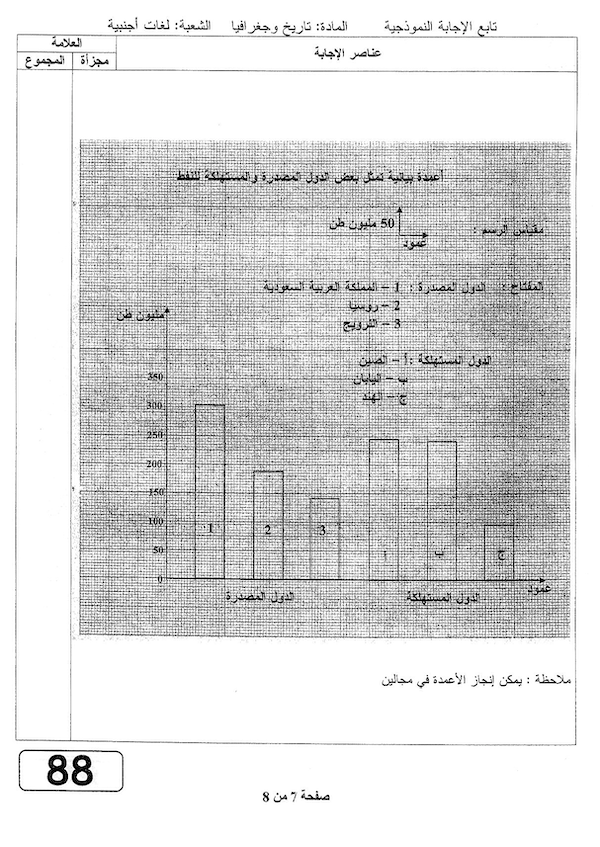 تابع الإجابة النموذجية المادة: تاريخ وجغرافيا الشعبة: لغات أجنبية
عناصر الإجابة
العلامة
مجزأة
المجموع
أعمدة بيانية تمثل بعض الدول المصدرة والمستهلكة للنفط
مقياس الرسم :
50 مليون طن
عمود
المفتاح : الدول المصدرة : 1 – المملكة العربية السعودية
2 – روسيا
3 – النرويج
الدول المستهلكة : أ – الصين
ب – اليابان
ج – الهند
مليون طن
350
300
250
200
150
100
50
0
1
2
3
أ
ب
ج
عمود
الدول المصدرة
الدول المستهلكة
ملاحظة : يمكن إنجاز الأعمدة في مجالين
88
صفحة 7 من 8